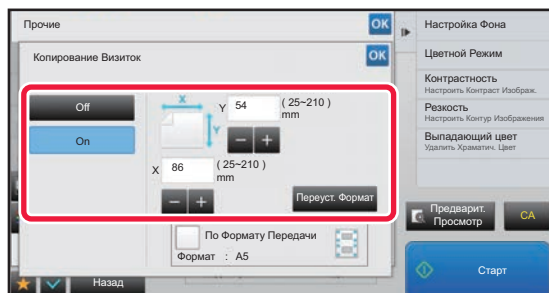 Прочие
OK
Копирование Визиток
OK
Off
On
X
Y
Y 54 ( 25~210 )
mm
X 86 ( 25~210 )
mm
Переуст. Формат
По Формату Передачи
Формат : A5
Назад
Настройка Фона
Цветной Режим
Контрастность
Настроить Контраст Изображ.
Резкость
Настроить Контур Изображения
Выпадающий цвет
Удалить Храматич. Цвет
Предварит.
Просмотр
CA
Старт